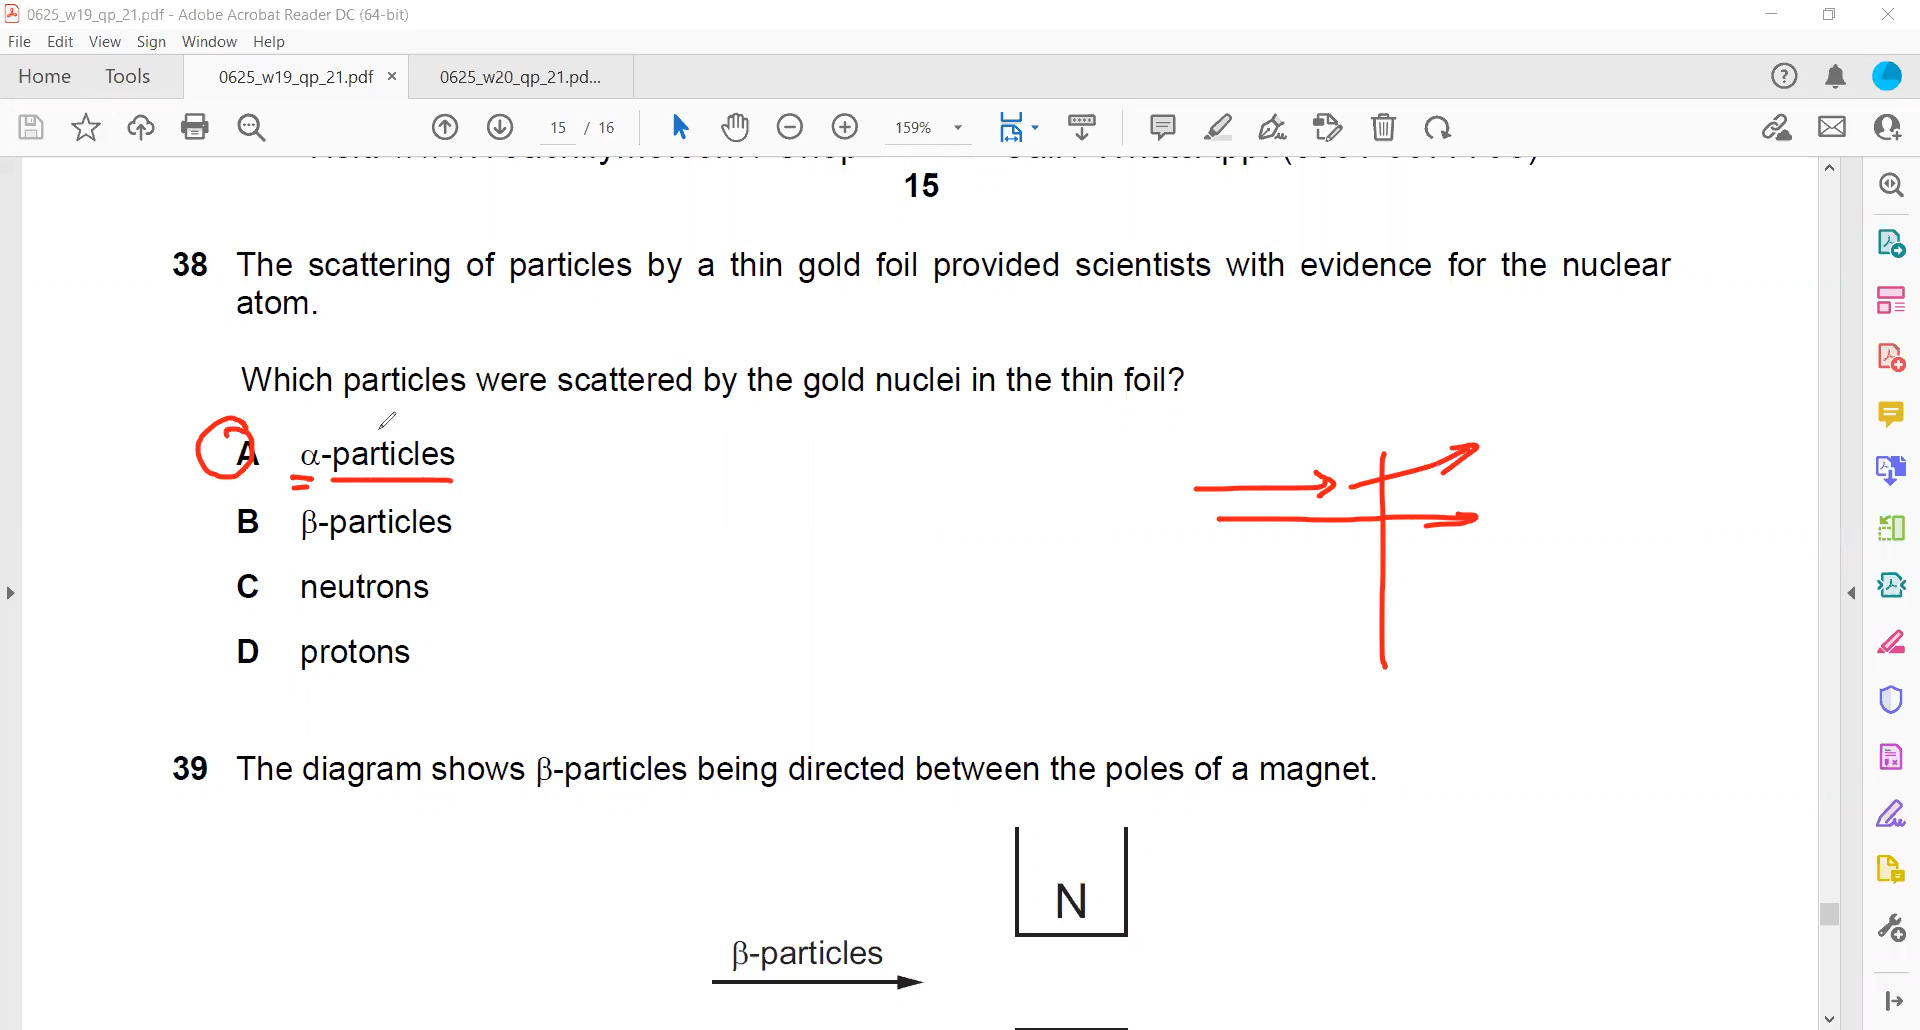 0625_w19_qp_21.pdf - Adobe Acrobat Reader DC (64-bit)
File Edit View Sign Window Help
Home Tools 0625_w19_qp_21.pdf × 0625_w20_qp_21.pd...
15 / 16 159%
15
38 The scattering of particles by a thin gold foil provided scientists with evidence for the nuclear
atom.
Which particles were scattered by the gold nuclei in the thin foil?
A α-particles
B β-particles
C neutrons
D protons
39 The diagram shows β-particles being directed between the poles of a magnet.
N
β-particles